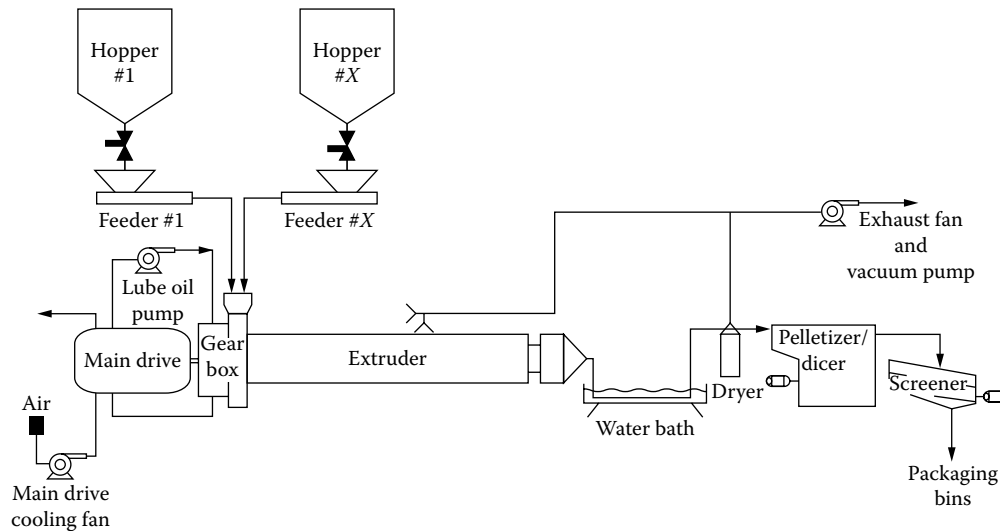 Hopper
#1
Hopper
#X
Feeder #1
Feeder #X
Exhaust fan
and
vacuum pump
Lube oil
pump
Main drive
Gear
box
Extruder
Pelletizer/
dicer
Screener
Dryer
Air
Water bath
Main drive
cooling fan
Packaging
bins